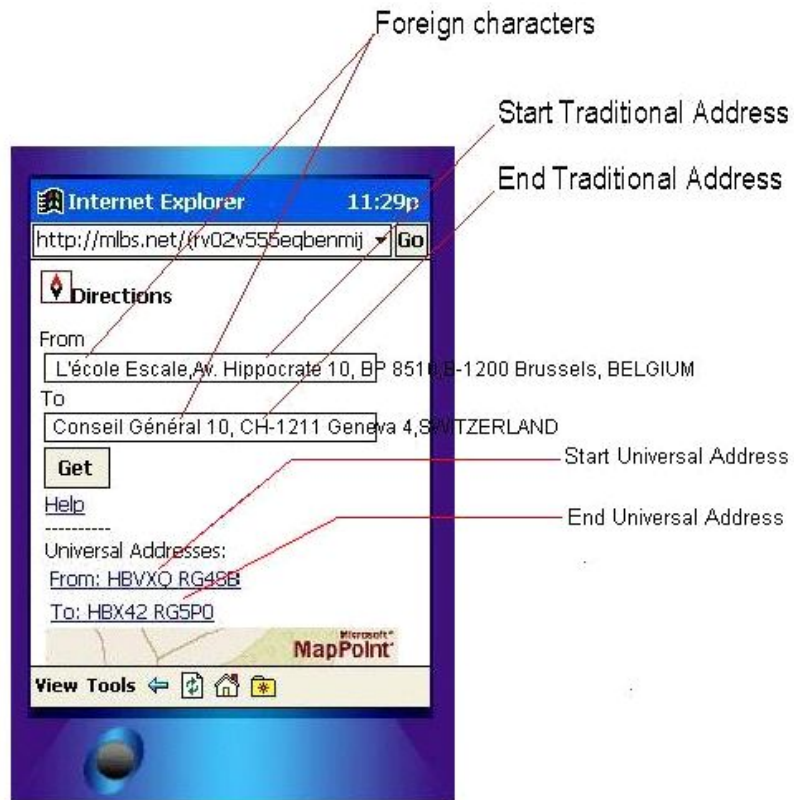 Foreign characters
Start Traditional Address
End Traditional Address
Internet Explorer 11:29p
http://mlbs.net//(rv02v555eqbenmij Go
Directions
From
L'école Escale,Av. Hippocrate 10, BP 8510,B-1200 Brussels, BELGIUM
To
Conseil Général 10, CH-1211 Geneva 4,SWITZERLAND
Get
Start Universal Address
Help
----------
End Universal Address
Universal Addresses:
From: HBVXQ RG48B
To: HBX42 RG5P0
Microsoft®
MapPoint®
View Tools